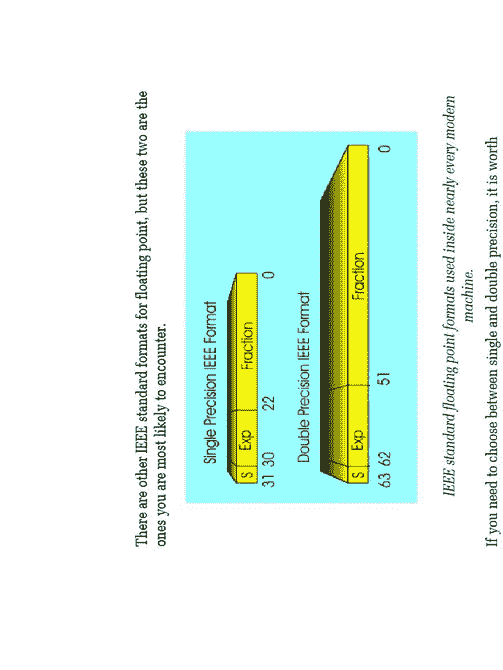 There are other IEEE standard formats for floating point, but these two are the
ones you are most likely to encounter.
Single Precision IEEE Format
S Exp Fraction
31 30 22 0
Double Precision IEEE Format
S Exp Fraction
63 62 51 0
IEEE standard floating point formats used inside nearly every modern
machine.
If you need to choose between single and double precision, it is worth